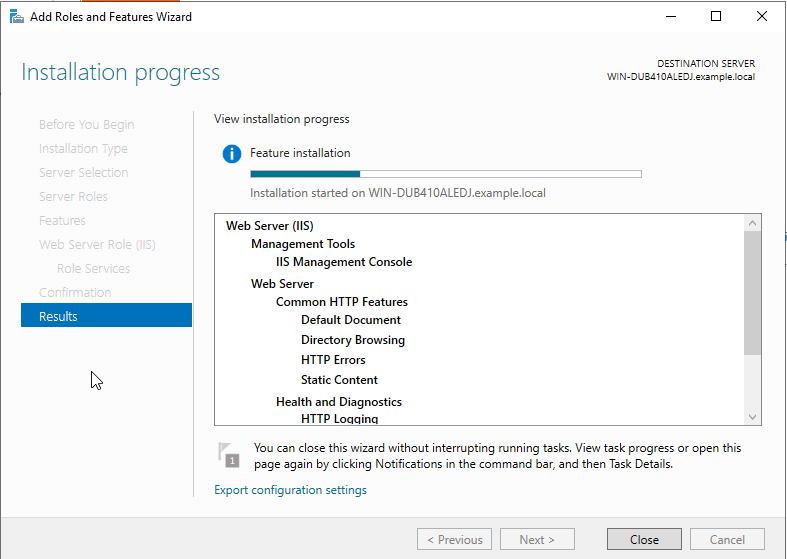 Add Roles and Features Wizard
Installation progress
DESTINATION SERVER
WIN-DUB410ALEDJ.example.local
Before You Begin
Installation Type
Server Selection
Server Roles
Features
Web Server Role (IIS)
Role Services
Confirmation
Results
View installation progress
Feature installation
Installation started on WIN-DUB410ALEDJ.example.local
Web Server (IIS)
Management Tools
IIS Management Console
Web Server
Common HTTP Features
Default Document
Directory Browsing
HTTP Errors
Static Content
Health and Diagnostics
HTTP Logging
1
You can close this wizard without interrupting running tasks. View task progress or open this
page again by clicking Notifications in the command bar, and then Task Details.
Export configuration settings
< Previous
Next >
Close
Cancel